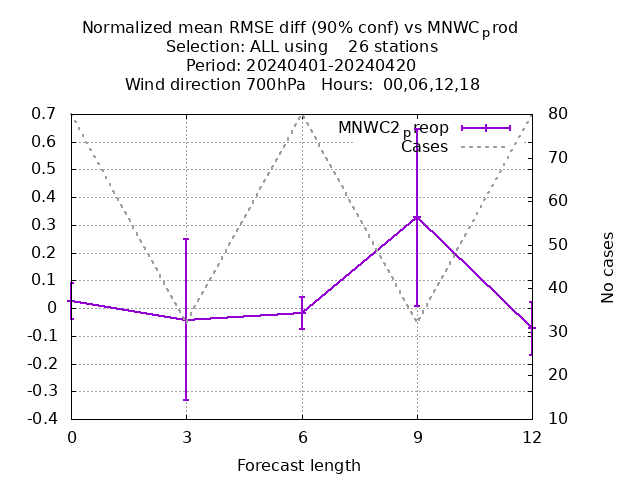 Normalized mean RMSE diff (90% conf) vs MNWCprod
Selection: ALL using 26 stations
Period: 20240401-20240420
Wind direction 700hPa Hours: 00,06,12,18
MNWC2preop
Cases
0.7
0.6
0.5
0.4
0.3
0.2
0.1
0
-0.1
-0.2
-0.3
-0.4
80
70
60
50
40
30
20
10
No cases
0 3 6 9 12
Forecast length